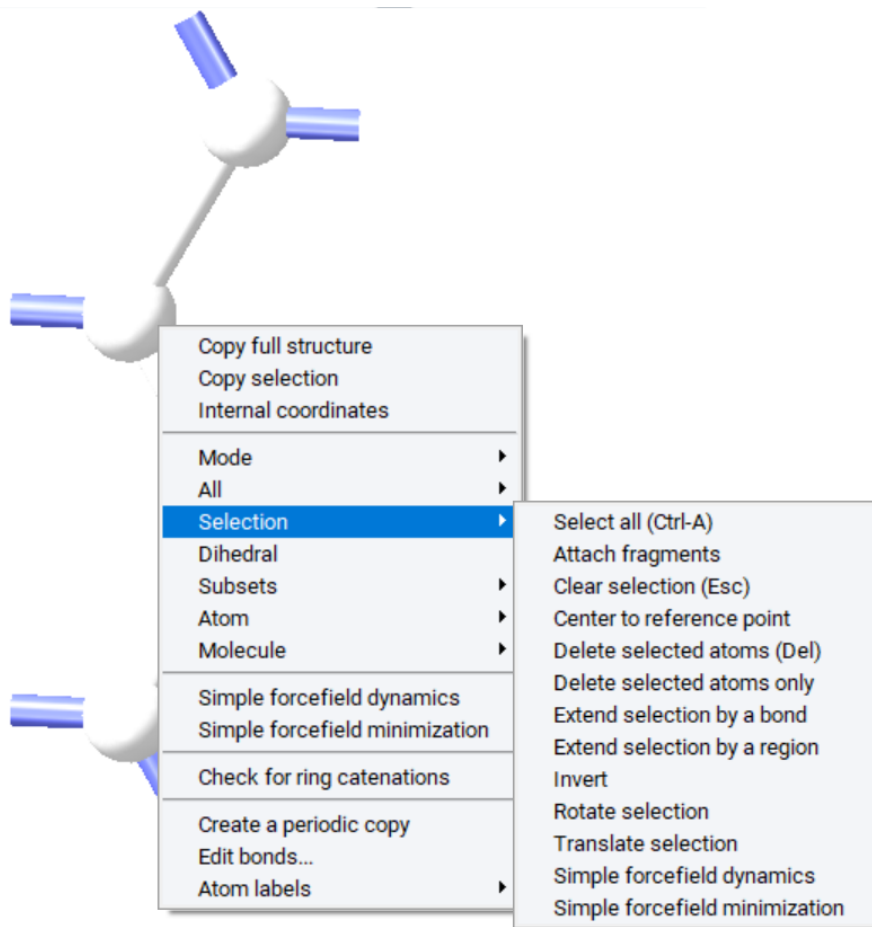 Copy full structure
Copy selection
Internal coordinates
Mode
All
Selection
Dihedral
Subsets
Atom
Molecule
Simple forcefield dynamics
Simple forcefield minimization
Check for ring catenations
Create a periodic copy
Edit bonds...
Atom labels
Select all (Ctrl-A)
Attach fragments
Clear selection (Esc)
Center to reference point
Delete selected atoms (Del)
Delete selected atoms only
Extend selection by a bond
Extend selection by a region
Invert
Rotate selection
Translate selection
Simple forcefield dynamics
Simple forcefield minimization